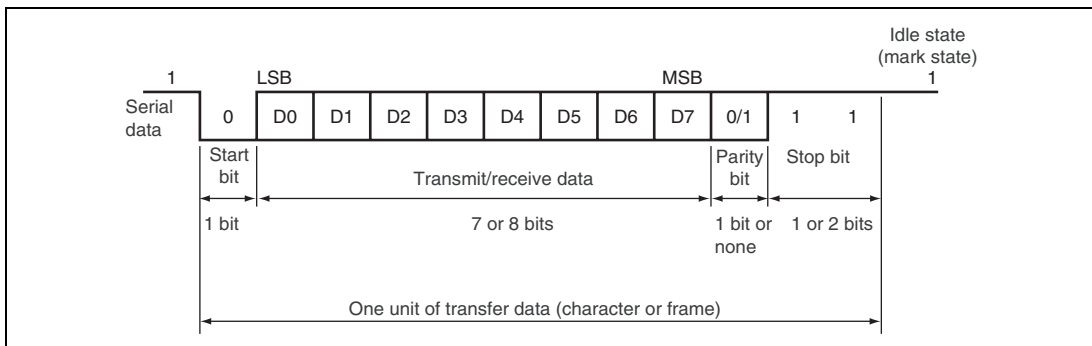 Idle state
(mark state)
1 LSB MSB 1
Serial
data
0 D0 D1 D2 D3 D4 D5 D6 D7 0/1 1 1
Start
bit
Transmit/receive data
Parity
bit
Stop bit
1 bit
7 or 8 bits
1 bit or
none
1 or 2 bits
One unit of transfer data (character or frame)